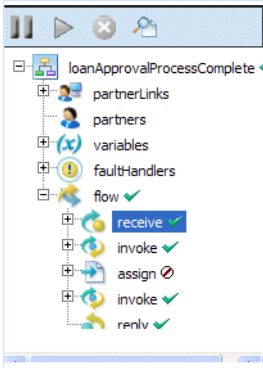 loanApprovalProcessComplete
partnerLinks
partners
(x) variables
faultHandlers
flow
receive
invoke
assign
invoke
reply